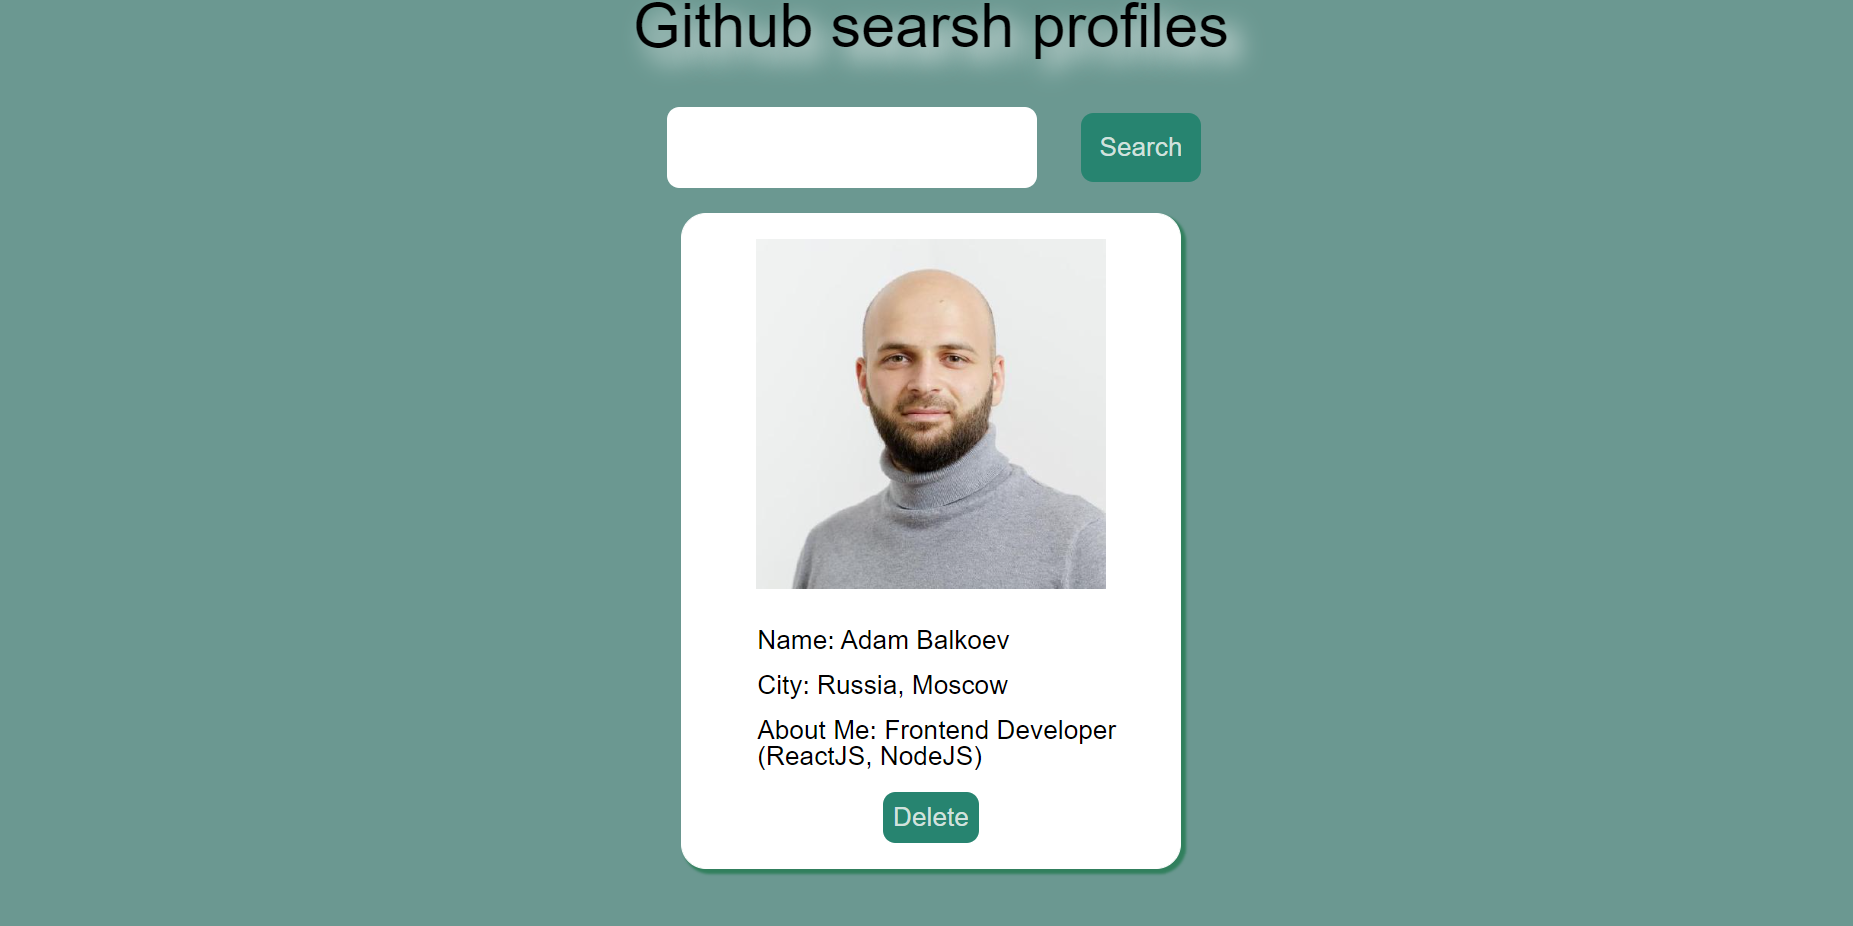 Github searsh profiles
Search
Name: Adam Balkoev
City: Russia, Moscow
About Me: Frontend Developer
(ReactJS, NodeJS)
Delete